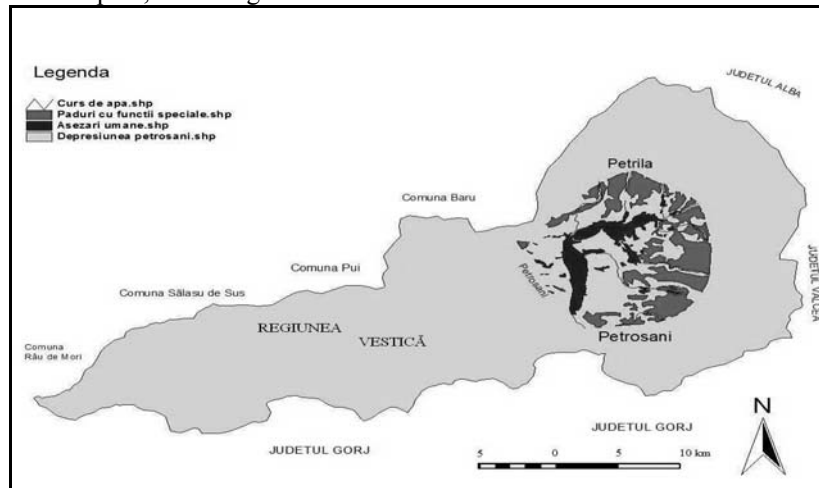 Legenda
Curs de apa.shp
Paduri cu functii speciale.shp
Asezari umane.shp
Depresiunea petrosani.shp
JUDETUL ALBA
Petrila
Comuna Baru
Comuna Pui
Comuna Sălasu de Sus
Petrosani
JUDETUL VALCEA
REGIUNEA
VESTICĂ
Petrosani
Comuna
Râu de Mori
N
JUDETUL GORJ
JUDETUL GORJ
5 0 5 10 km